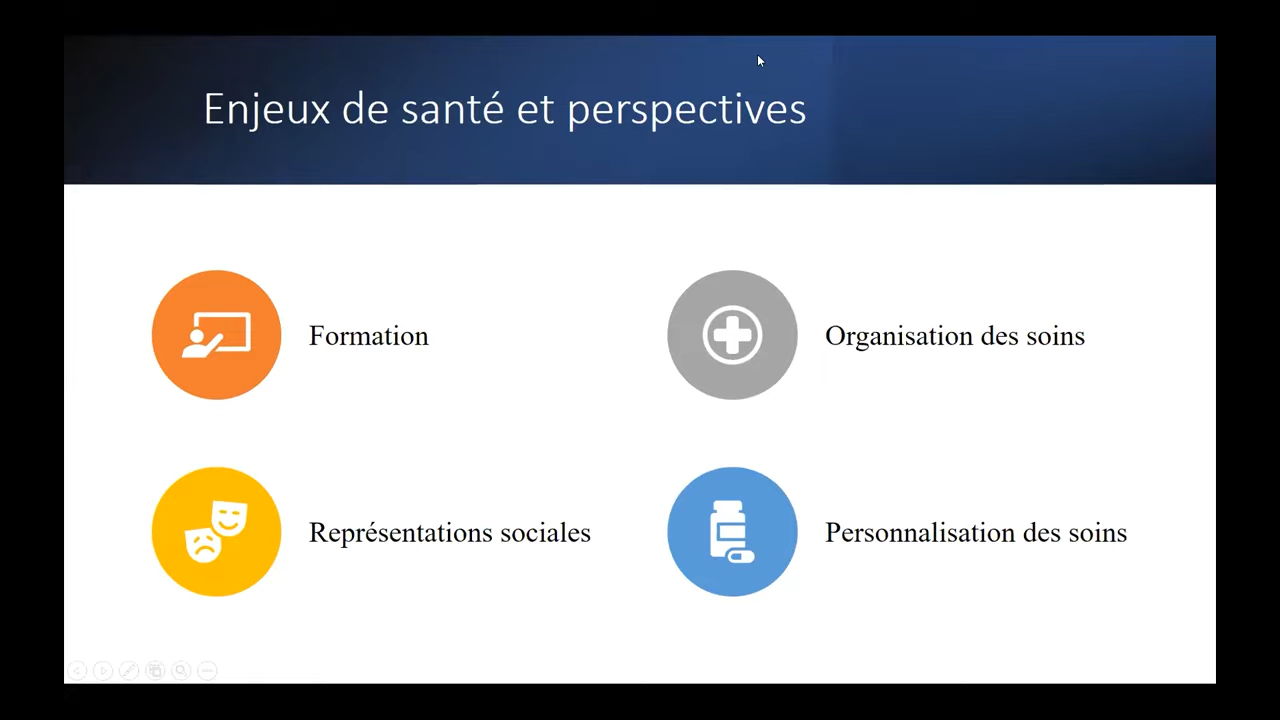 Enjeux de santé et perspectives
Formation
Organisation des soins
Représentations sociales
Personnalisation des soins